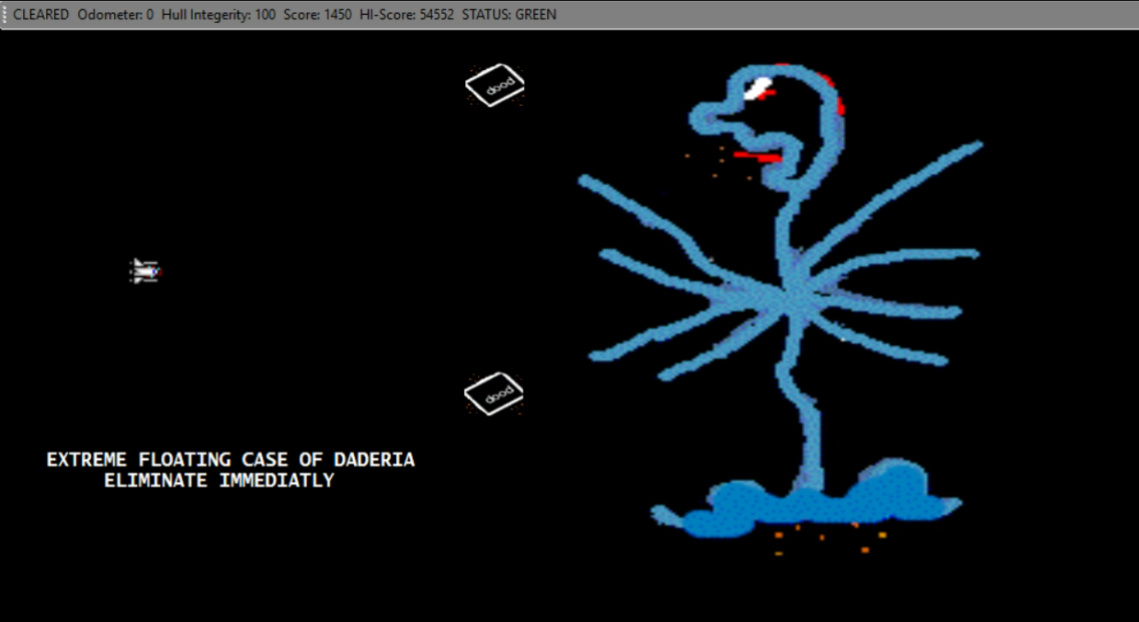 CLEARED Odometer: 0 Hull Integerity: 100 Score: 1450 HI-Score: 54552 STATUS: GREEN
dood
dood
EXTREME FLOATING CASE OF DADERIA
ELIMINATE IMMEDIATLY